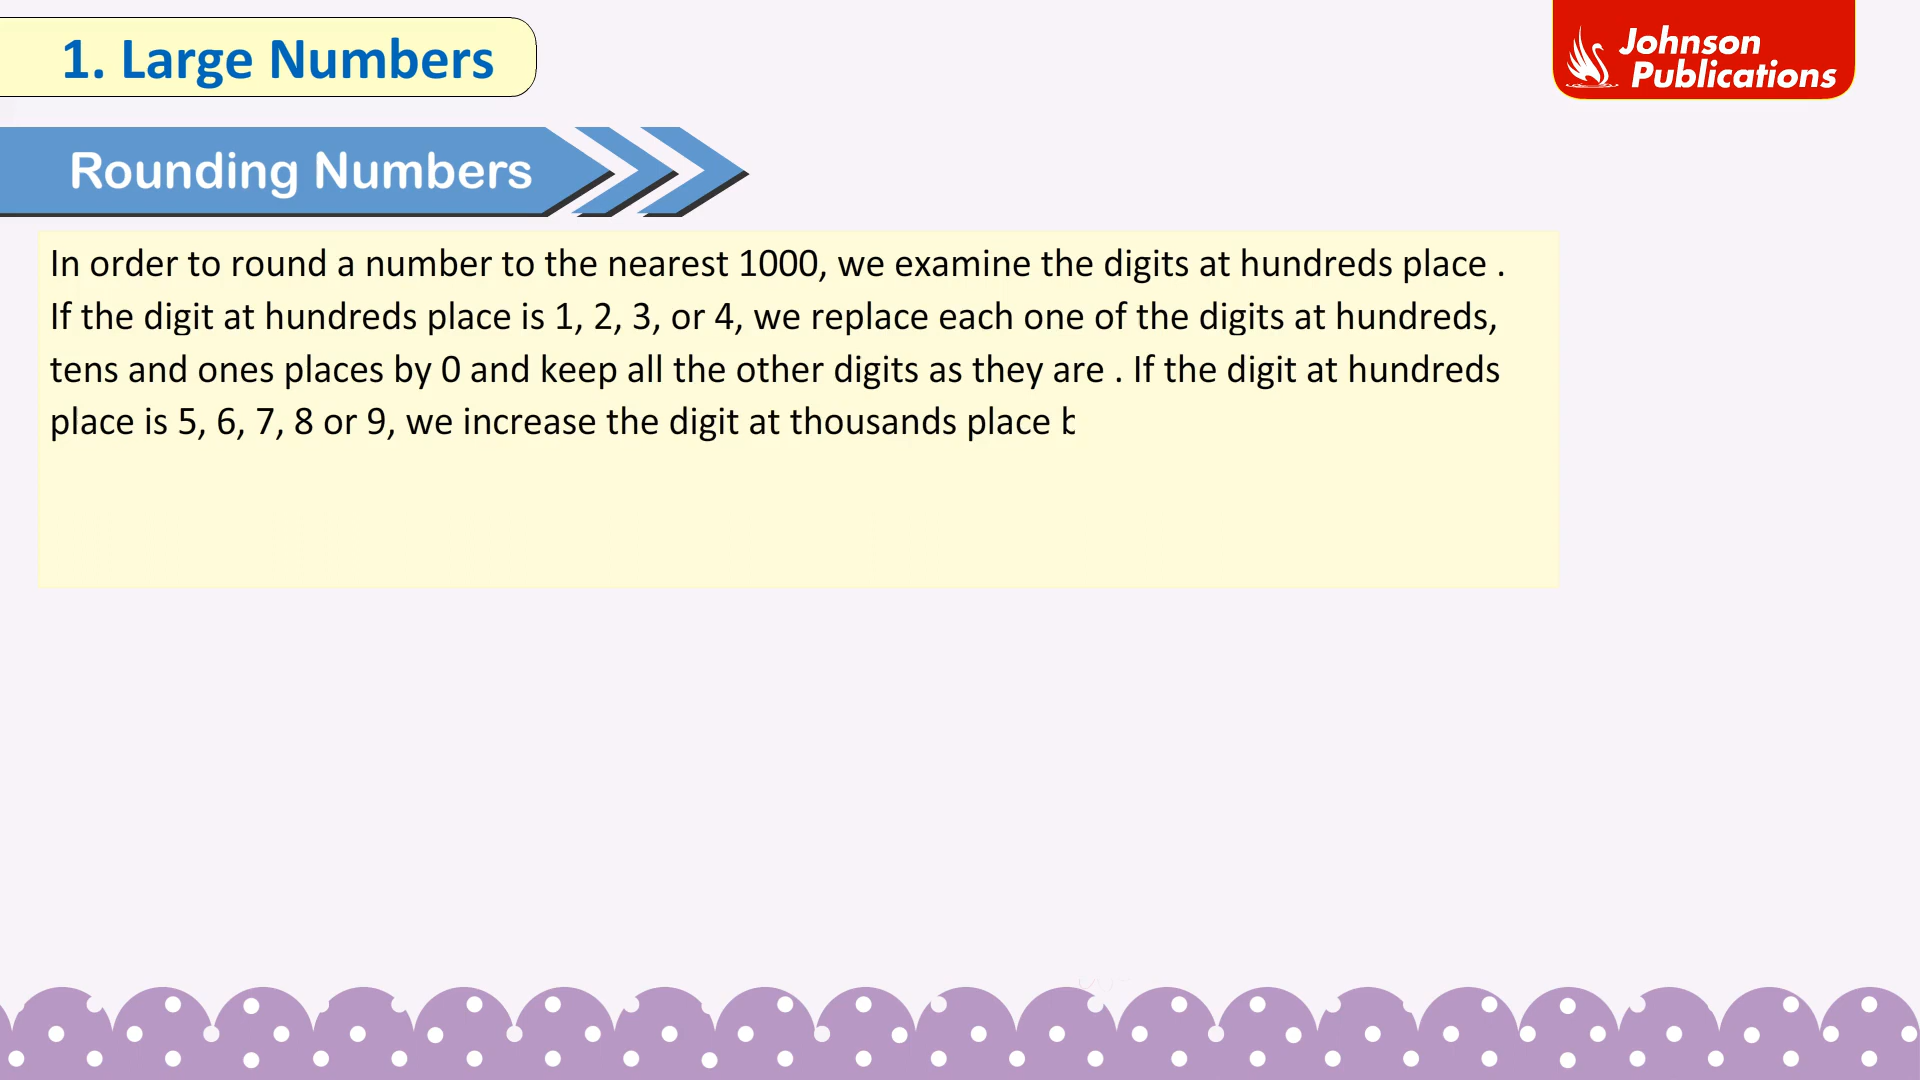 1. Large Numbers
Johnson
Publications
Rounding Numbers
In order to round a number to the nearest 1000, we examine the digits at hundreds place .
If the digit at hundreds place is 1, 2, 3, or 4, we replace each one of the digits at hundreds,
tens and ones places by 0 and keep all the other digits as they are . If the digit at hundreds
place is 5, 6, 7, 8 or 9, we increase the digit at thousands place